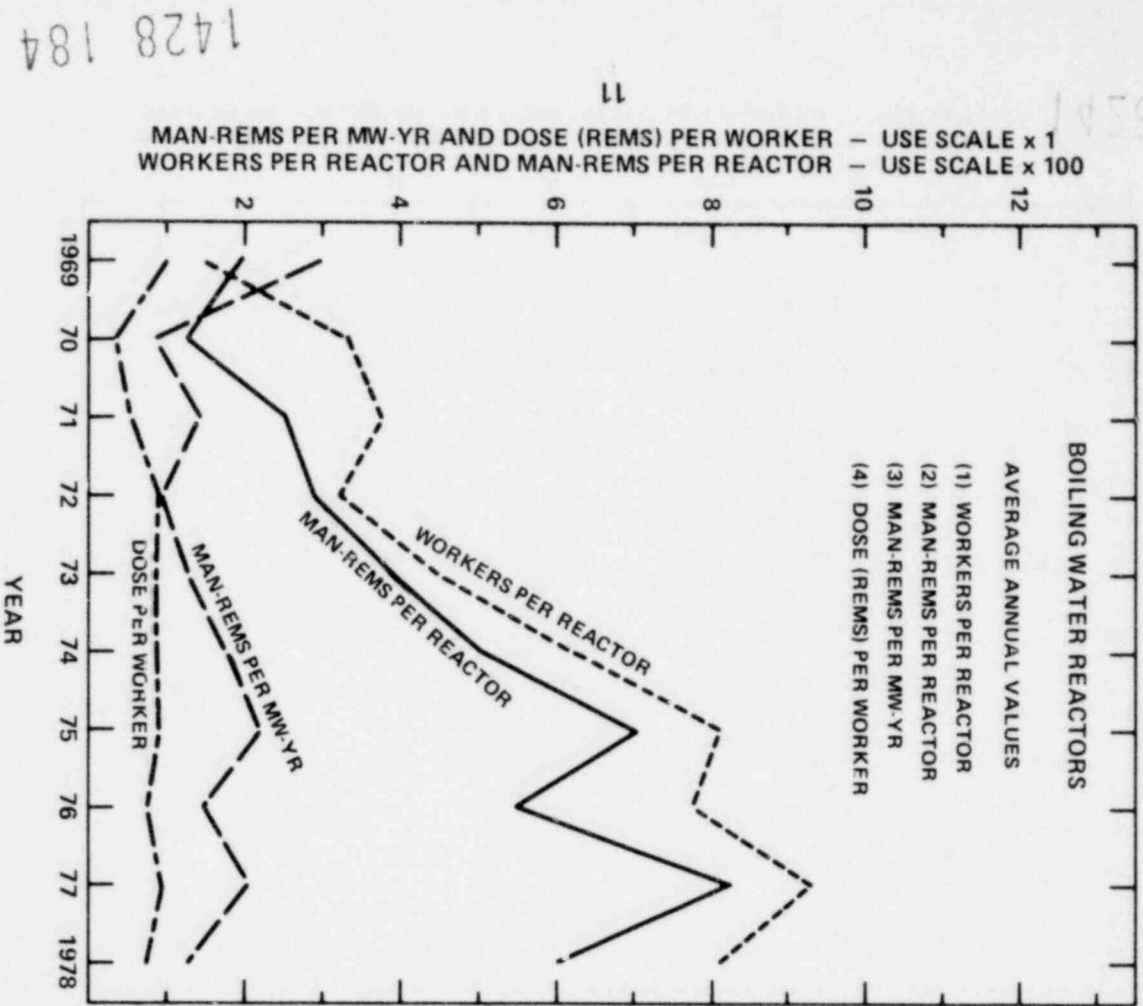 1428 184
11
MAN-REMS PER MW-YR AND DOSE (REMS) PER WORKER – USE SCALE x 1
WORKERS PER REACTOR AND MAN-REMS PER REACTOR – USE SCALE x 100
2
4
6
8
10
12
BOILING WATER REACTORS
AVERAGE ANNUAL VALUES
(1) WORKERS PER REACTOR
(2) MAN-REMS PER REACTOR
(3) MAN-REMS PER MW-YR
(4) DOSE (REMS) PER WORKER
WORKERS PER REACTOR
MAN-REMS PER REACTOR
MAN-REMS PER MW-YR
DOSE PER WORKER
1969
70
71
72
73
74
75
76
77
1978
YEAR